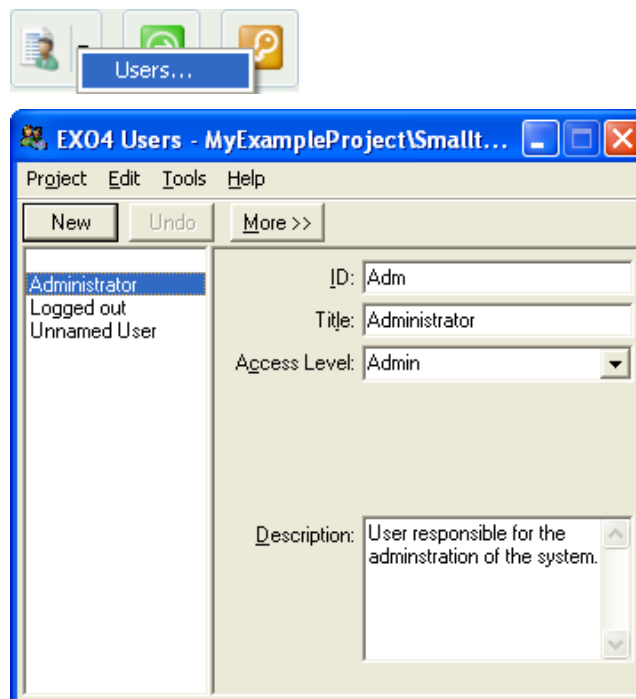 Users...
EXO4 Users - MyExampleProject\Smallt...
Project Edit Tools Help
New Undo More >>
Administrator
Logged out
Unnamed User
ID: Adm
Title: Administrator
Access Level: Admin
Description: User responsible for the
adminstration of the system.